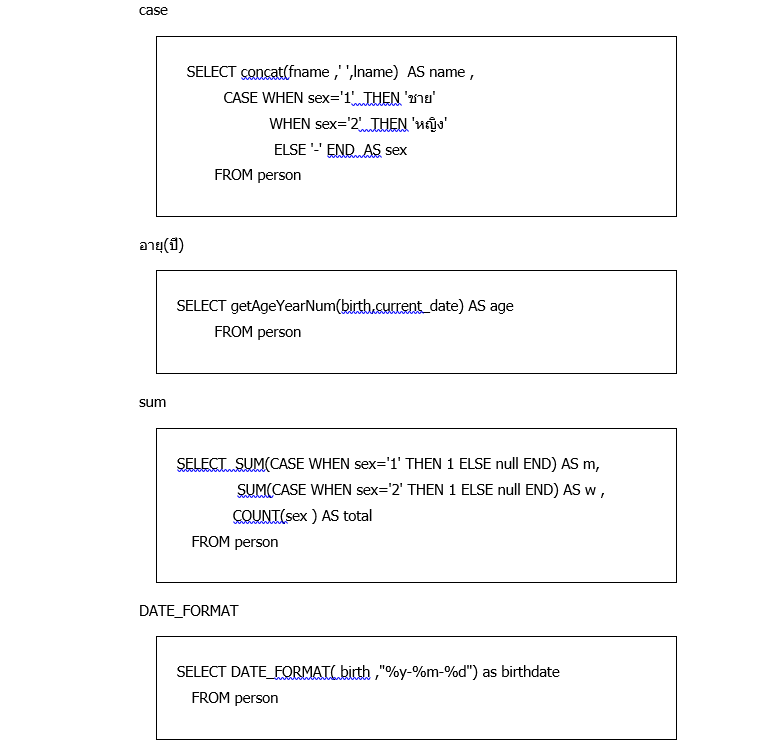 case
SELECT concat(fname ,' ',lname)  AS name ,
CASE WHEN sex='1'  THEN 'ชาย'
WHEN sex='2'  THEN 'หญิง'
ELSE '-' END  AS sex
FROM person
อายุ(ปี)
SELECT getAgeYearNum(birth,current_date) AS age
FROM person
sum
SELECT  SUM(CASE WHEN sex='1' THEN 1 ELSE null END) AS m,
SUM(CASE WHEN sex='2' THEN 1 ELSE null END) AS w ,
COUNT(sex ) AS total
FROM person
DATE_FORMAT
SELECT DATE_FORMAT( birth ,"%y-%m-%d") as birthdate
FROM person